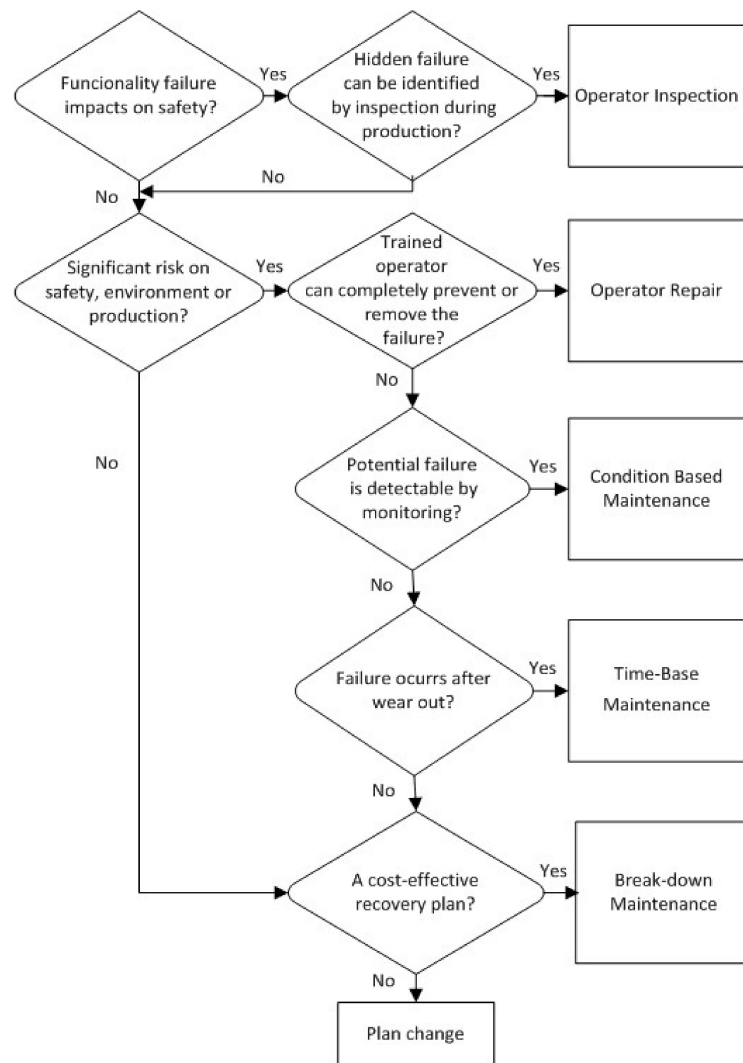 Funcionality failure
impacts on safety?
Yes
Hidden failure
can be identified
by inspection during
production?
Yes
Operator Inspection
No
No
Significant risk on
safety, environment or
production?
Yes
Trained
operator
can completely prevent or
remove the
failure?
Yes
Operator Repair
No
No
Potential failure
is detectable by
monitoring?
Yes
Condition Based
Maintenance
No
Failure ocurrs after
wear out?
Yes
Time-Base
Maintenance
No
A cost-effective
recovery plan?
Yes
Break-down
Maintenance
No
Plan change